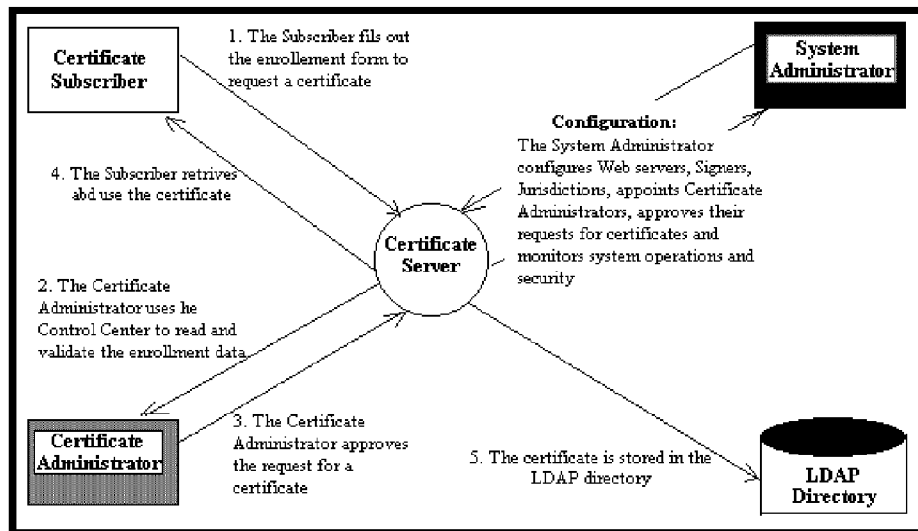 Certificate
Subscriber
1. The Subscriber fils out
the enrollement form to
request a certificate
System
Administrator
Configuration:
The System Administrator
configures Web servers, Signers,
Jurisdictions, appoints Certificate
Administrators, approves their
requests for certificates and
monitors system operations and
security
4. The Subscriber retrives
abd use the certificate
Certificate
Server
2. The Certificate
Administrator uses he
Control Center to read and
validate the enrollment data
Certificate
Administrator
3. The Certificate
Administrator approves
the request for a
certificate
5. The certificate is stored in the
LDAP directory
LDAP
Directory